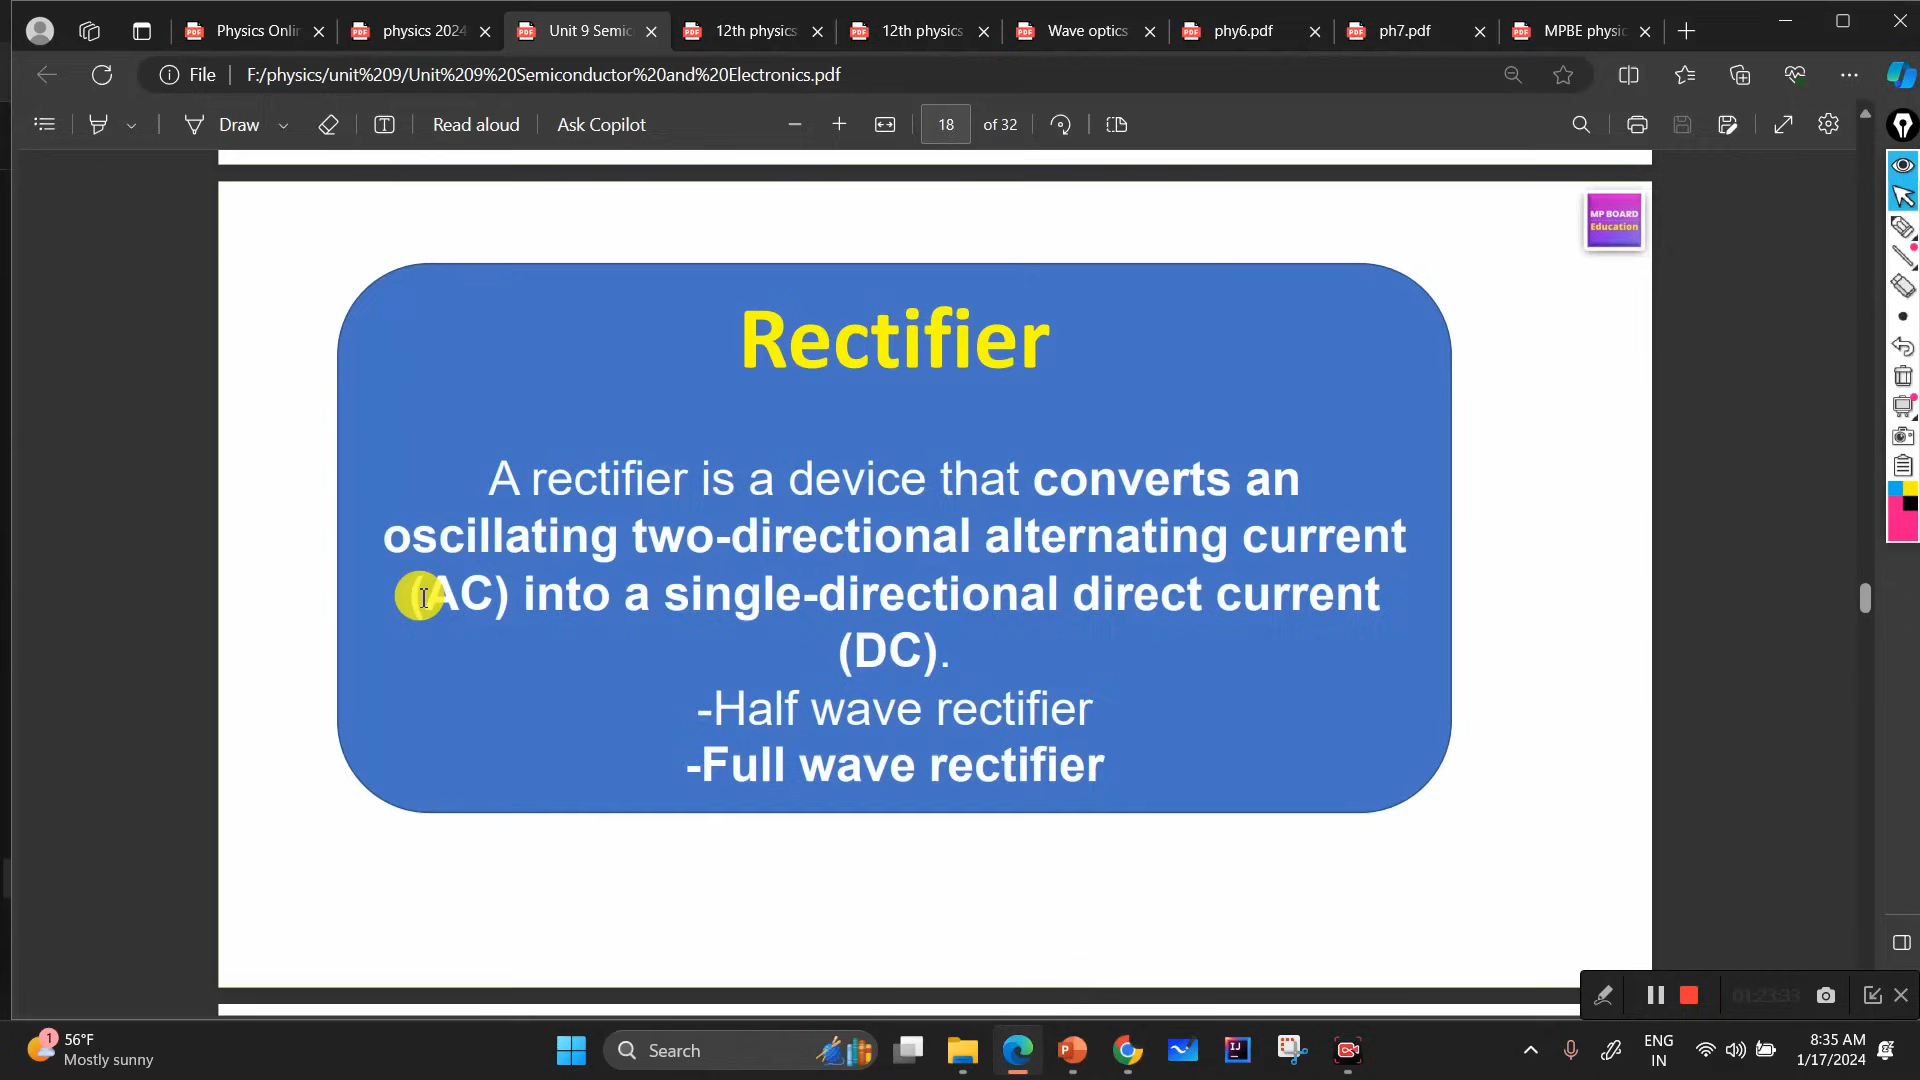 Physics Onlir
physics 2024
Unit 9 Semic
12th physics
12th physics
Wave optics
phy6.pdf
ph7.pdf
MPBE physic
File
F:/physics/unit%209/Unit%209%20Semiconductor%20and%20Electronics.pdf
Draw
Read aloud
Ask Copilot
18
of 32
MP BOARD
Education
Rectifier
A rectifier is a device that converts an
oscillating two-directional alternating current
(AC) into a single-directional direct current
(DC).
-Half wave rectifier
-Full wave rectifier
01:23:33
1
56°F
Mostly sunny
Search
ENG
IN
8:35 AM
1/17/2024